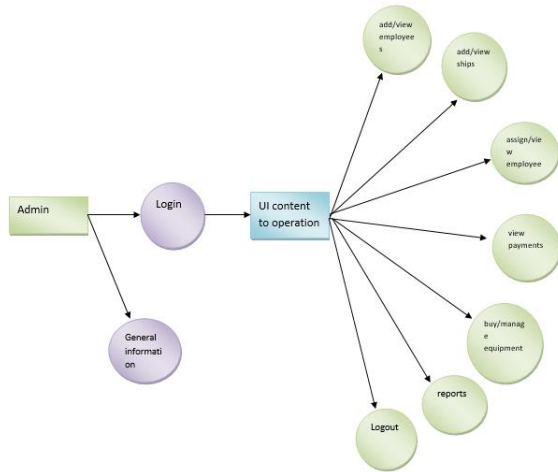 add/view
employee
s
add/view
ships
assign/vie
w
employee
Login
Admin
UI content
to operation
view
payments
General
informati
on
buy/manag
e
equipment
reports
Logout